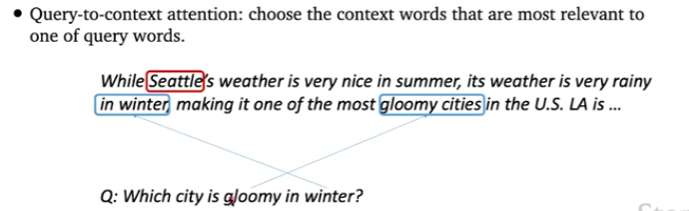 • Query-to-context attention: choose the context words that are most relevant to
one of query words.
While Seattle's weather is very nice in summer, its weather is very rainy
in winter, making it one of the most gloomy cities in the U.S. LA is ...
Q: Which city is gloomy in winter?